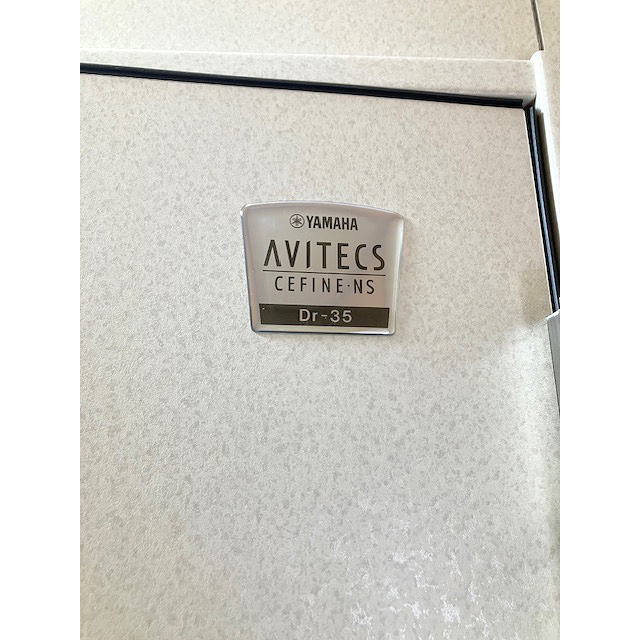 YAMAHA
AVITECS
CEFINE·NS
Dr-35